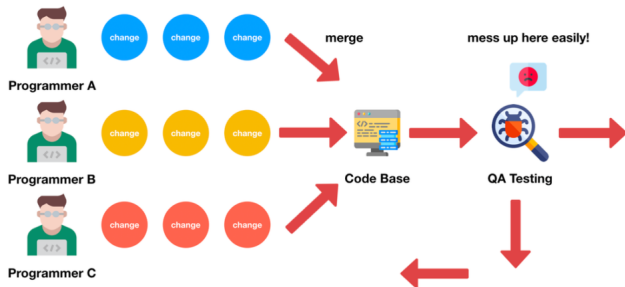 change change change
merge
mess up here easily!
Programmer A
change change change
Programmer B
Code Base
QA Testing
change change change
Programmer C